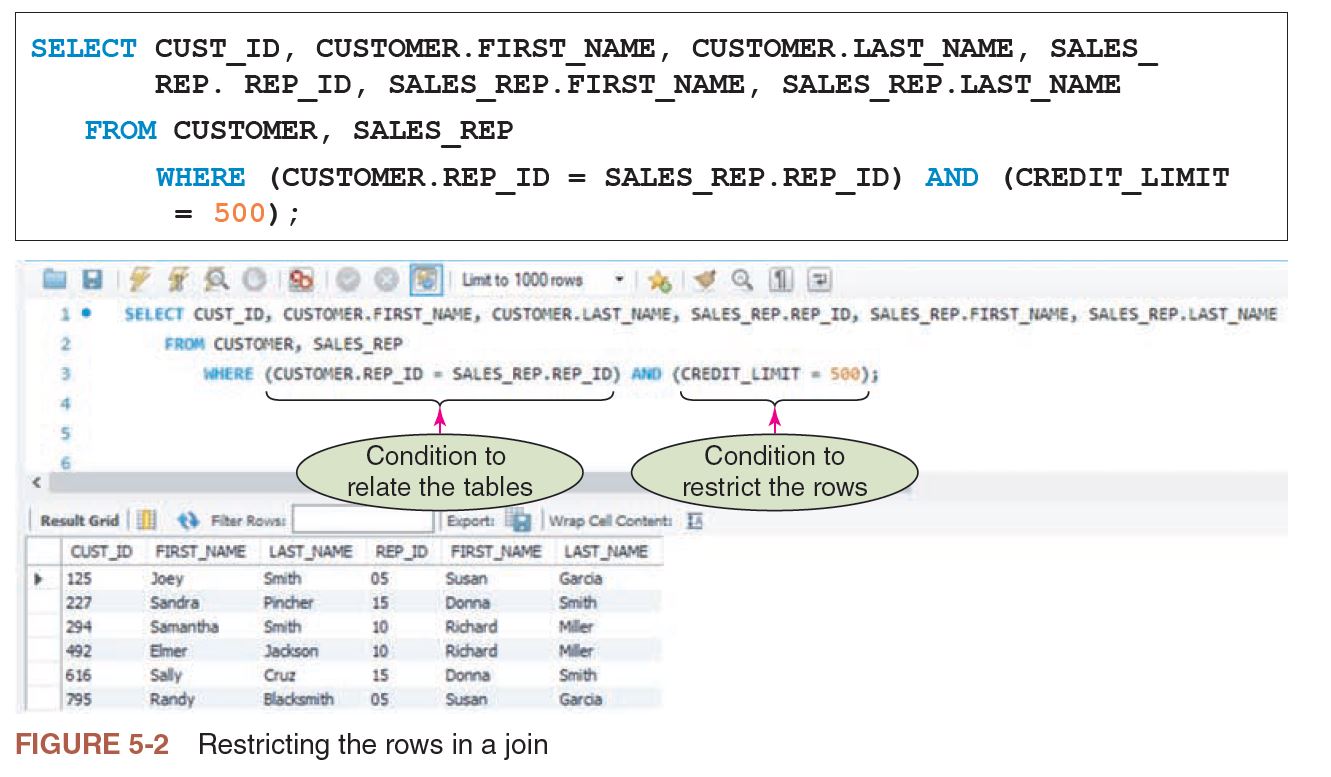 SELECT CUST_ID, CUSTOMER.FIRST_NAME, CUSTOMER.LAST_NAME, SALES_
REP. REP_ID, SALES_REP.FIRST_NAME, SALES_REP.LAST_NAME
FROM CUSTOMER, SALES_REP
WHERE (CUSTOMER.REP_ID = SALES_REP.REP_ID) AND (CREDIT_LIMIT
= 500);
Limit to 1000 rows
1 SELECT CUST_ID, CUSTOMER.FIRST_NAME, CUSTOMER.LAST_NAME, SALES_REP.REP_ID, SALES_REP.FIRST_NAME, SALES_REP.LAST_NAME
2 FROM CUSTOMER, SALES_REP
3 WHERE (CUSTOMER.REP_ID = SALES_REP.REP_ID) AND (CREDIT_LIMIT = 500);
4
5
6
Condition to
relate the tables
Condition to
restrict the rows
Result Grid Filter Rows: Export: Wrap Cell Content:
CUST_ID FIRST_NAME LAST_NAME REP_ID FIRST_NAME LAST_NAME
125 Joey Smith 05 Susan Garcia
227 Sandra Pincher 15 Donna Smith
294 Samantha Smith 10 Richard Miller
492 Elmer Jackson 10 Richard Miller
616 Sally Cruz 15 Donna Smith
795 Randy Blacksmith 05 Susan Garcia
FIGURE 5-2 Restricting the rows in a join